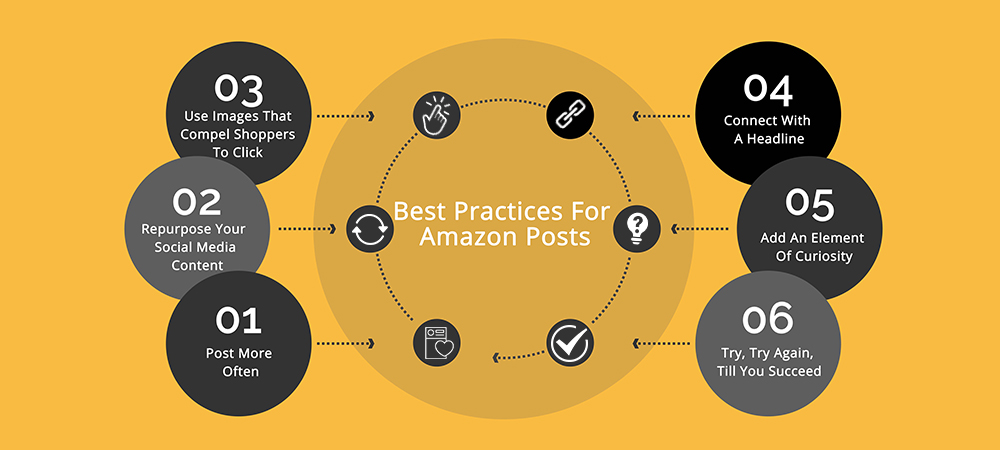 03
Use Images That
Compel Shoppers
To Click
02
Repurpose Your
Social Media
Content
01
Post More
Often
Best Practices For
Amazon Posts
04
Connect With
A Headline
05
Add An Element
Of Curiosity
06
Try, Try Again,
Till You Succeed